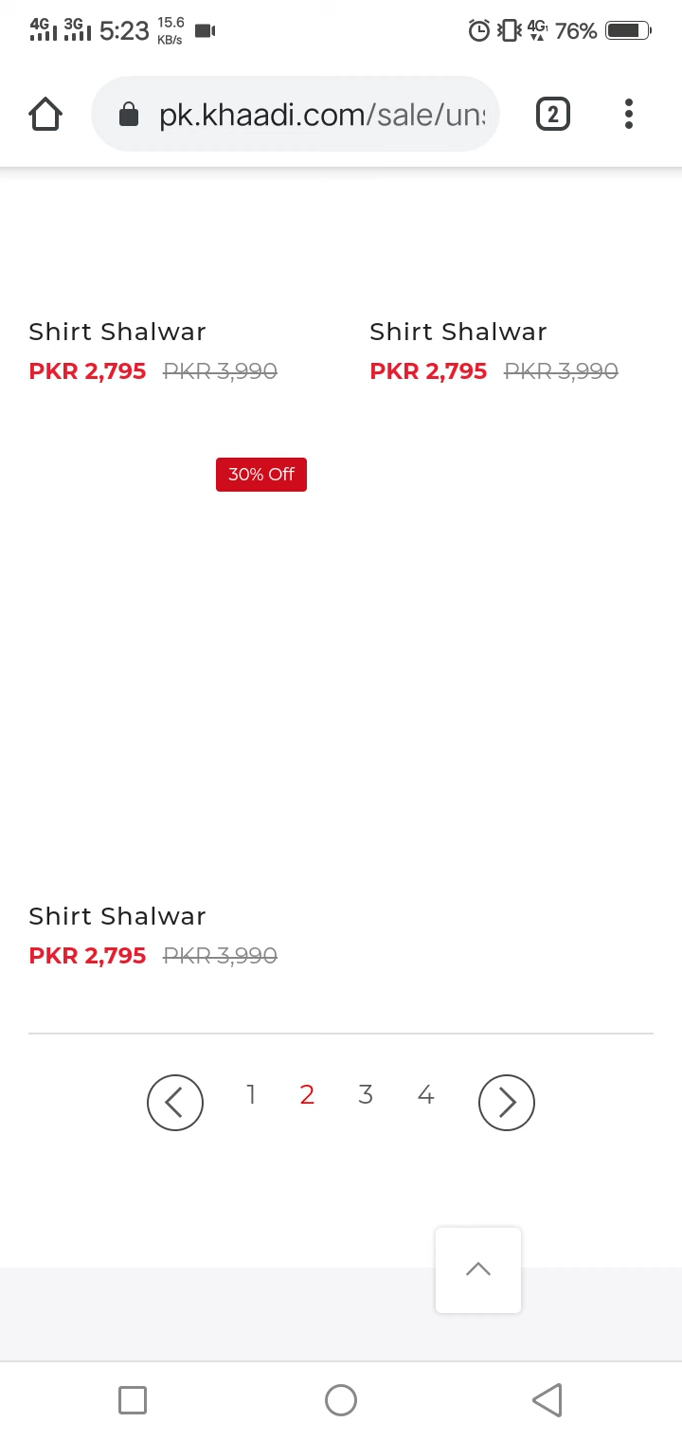 4G 3G 5:23 15.6 KB/s 4G 76%
pk.khaadi.com/sale/uns 2
Shirt Shalwar Shirt Shalwar
PKR 2,795 PKR 3,990 PKR 2,795 PKR 3,990
30% Off
Shirt Shalwar
PKR 2,795 PKR 3,990
1 2 3 4